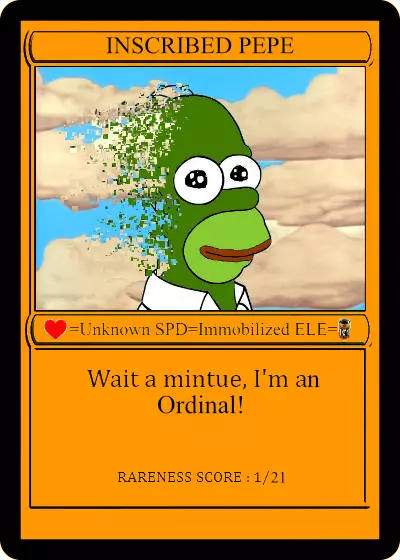 INSCRIBED PEPE
=Unknown SPD=Immobilized ELE=
Wait a mintue, I'm an
Ordinal!
RARENESS SCORE : 1/21